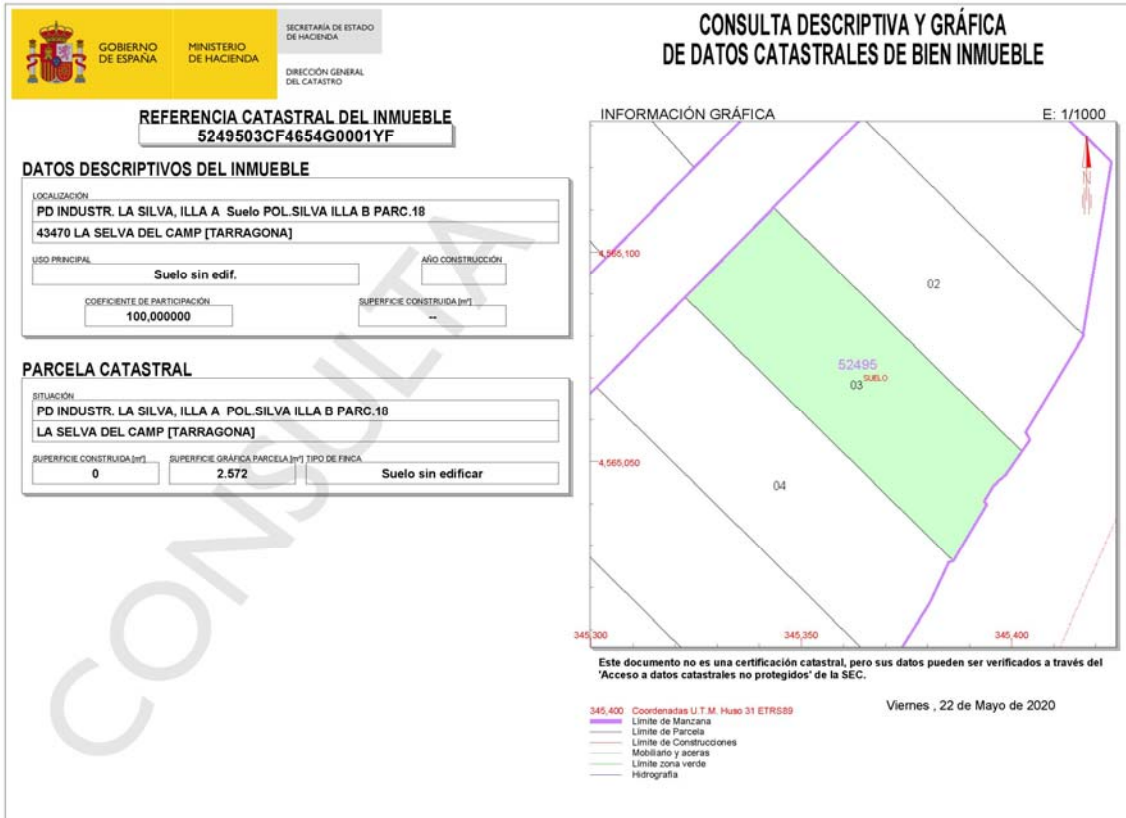 GOBIERNO
DE ESPAÑA
MINISTERIO
DE HACIENDA
SECRETARÍA DE ESTADO
DE HACIENDA
DIRECCIÓN GENERAL
DEL CATASTRO
CONSULTA DESCRIPTIVA Y GRÁFICA
DE DATOS CATASTRALES DE BIEN INMUEBLE
REFERENCIA CATASTRAL DEL INMUEBLE
5249503CF4654G0001YF
DATOS DESCRIPTIVOS DEL INMUEBLE
LOCALIZACIÓN
PD INDUSTR. LA SILVA, ILLA A Suelo POL.SILVA ILLA B PARC.18
43470 LA SELVA DEL CAMP [TARRAGONA]
USO PRINCIPAL
Suelo sin edif.
AÑO CONSTRUCCIÓN
COEFICIENTE DE PARTICIPACIÓN
100,000000
SUPERFICIE CONSTRUIDA [m²]
--
PARCELA CATASTRAL
SITUACIÓN
PD INDUSTR. LA SILVA, ILLA A POL.SILVA ILLA B PARC.18
LA SELVA DEL CAMP [TARRAGONA]
SUPERFICIE CONSTRUIDA [m²]
0
SUPERFICIE GRÁFICA PARCELA [m²]
2.572
TIPO DE FINCA
Suelo sin edificar
CONSULTA
INFORMACIÓN GRÁFICA
E: 1/1000
N
4,565,100
02
52495
SUELO
03
4,565,050
04
345,300
345,350
345,400
Este documento no es una certificación catastral, pero sus datos pueden ser verificados a través del
'Acceso a datos catastrales no protegidos' de la SEC.
345,400 Coordenadas U.T.M. Huso 31 ETRS89
Límite de Manzana
Límite de Parcela
Límite de Construcciones
Mobiliario y aceras
Límite zona verde
Hidrografía
Viernes , 22 de Mayo de 2020